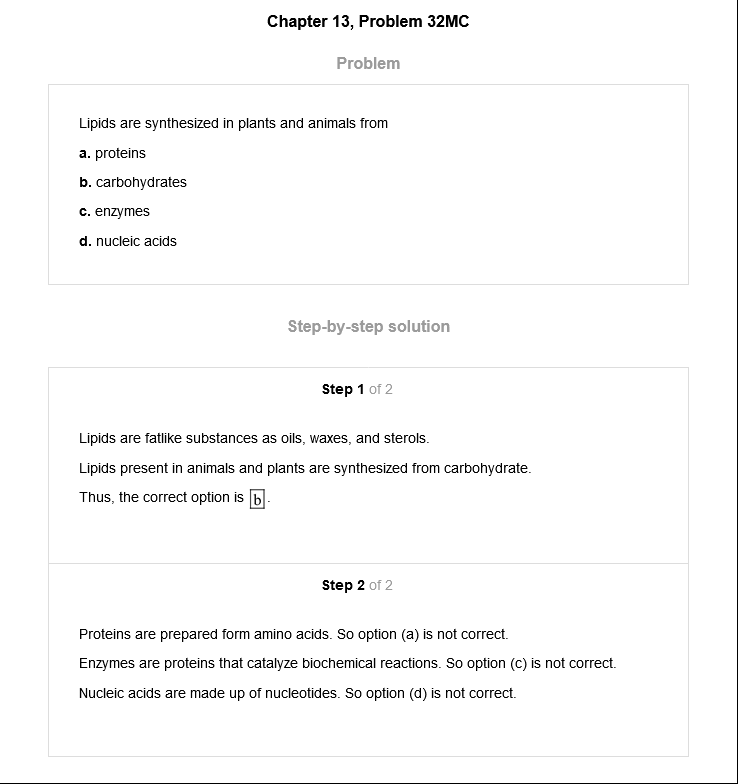 Chapter 13, Problem 32MC
Problem
Lipids are synthesized in plants and animals from
a. proteins
b. carbohydrates
c. enzymes
d. nucleic acids
Step-by-step solution
Step 1 of 2
Lipids are fatlike substances as oils, waxes, and sterols.
Lipids present in animals and plants are synthesized from carbohydrate.
Thus, the correct option is b.
Step 2 of 2
Proteins are prepared form amino acids. So option (a) is not correct.
Enzymes are proteins that catalyze biochemical reactions. So option (c) is not correct.
Nucleic acids are made up of nucleotides. So option (d) is not correct.